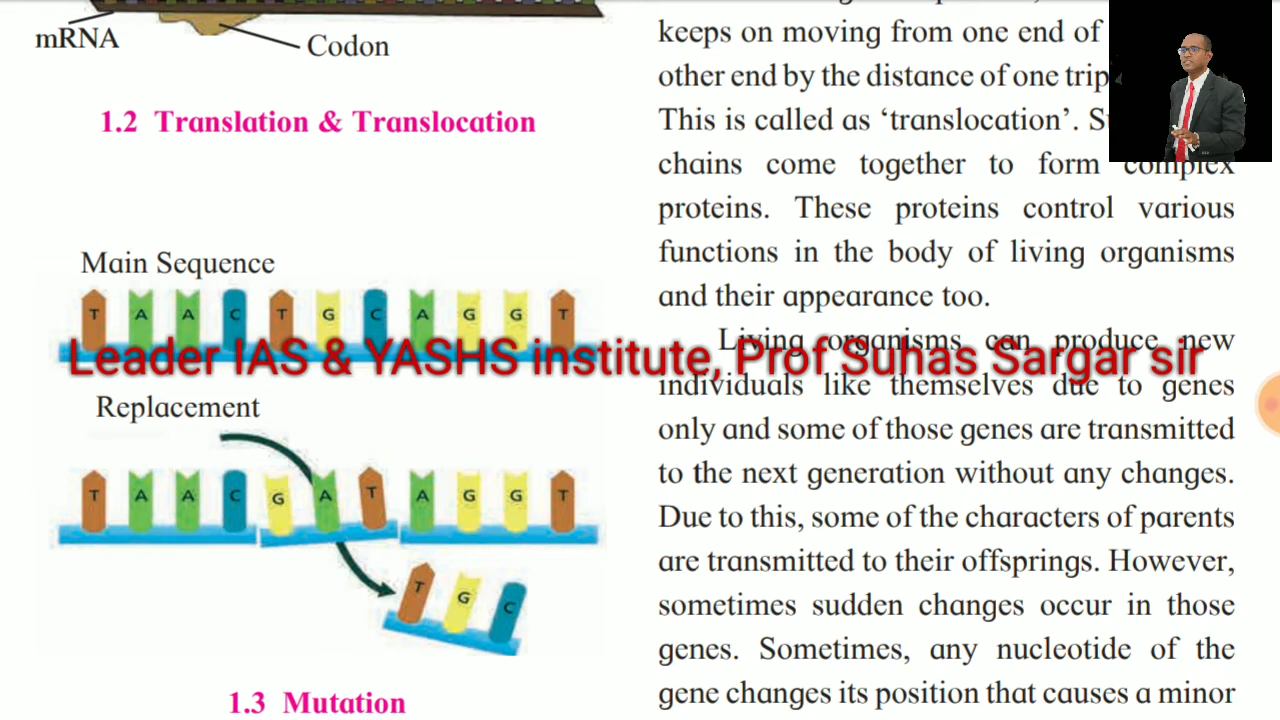 mRNA
Codon
1.2 Translation & Translocation
Main Sequence
T A A C T G C A G G T
Replacement
T A A C G A T A G G T
T G C
1.3 Mutation
keeps on moving from one end of
other end by the distance of one
This is called as ‘translocation’.
chains come together to form complex
proteins. These proteins control various
functions in the body of living organisms
and their appearance too.
Living organisms can produce new
Leader IAS & YASHS institute, Prof Suhas Sargar sir
individuals like themselves due to genes
only and some of those genes are transmitted
to the next generation without any changes.
Due to this, some of the characters of parents
are transmitted to their offsprings. However,
sometimes sudden changes occur in those
genes. Sometimes, any nucleotide of the
gene changes its position that causes a minor